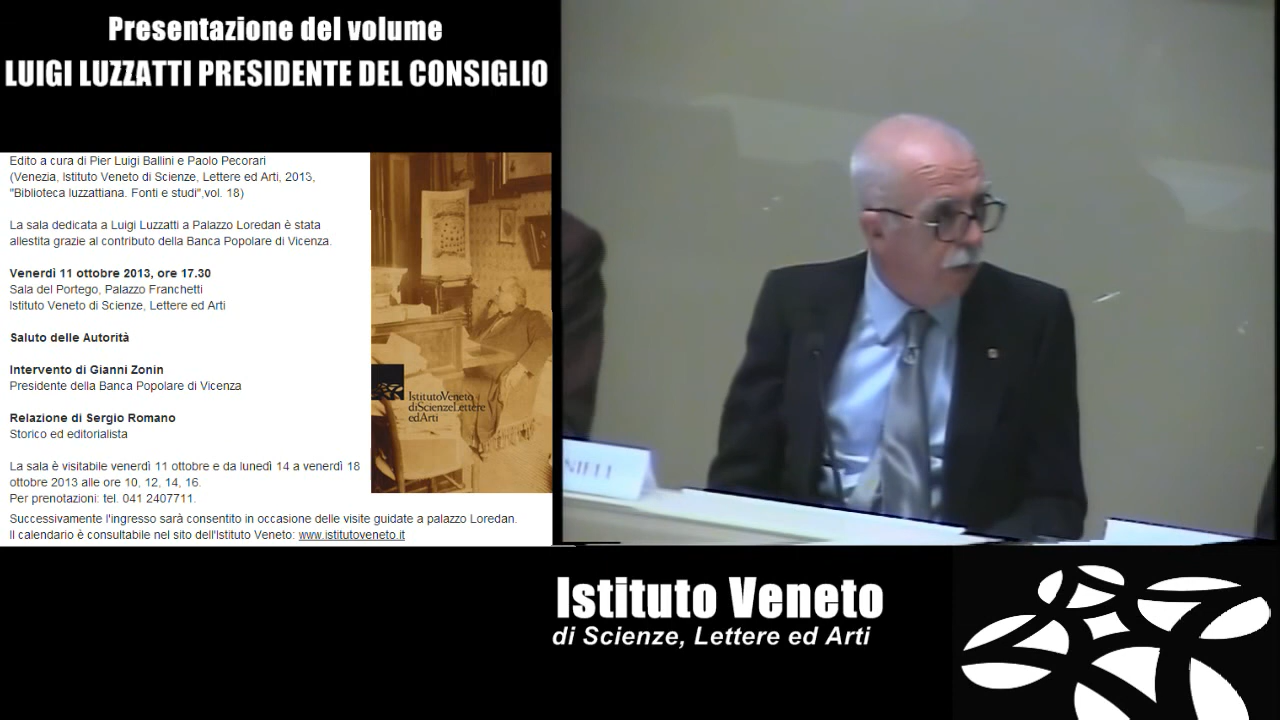 Presentazione del volume
LUIGI LUZZATTI PRESIDENTE DEL CONSIGLIO
Edito a cura di Pier Luigi Ballini e Paolo Pecorari
(Venezia, Istituto Veneto di Scienze, Lettere ed Arti, 2013,
"Biblioteca luzzattiana. Fonti e studi",vol. 18)
La sala dedicata a Luigi Luzzatti a Palazzo Loredan è stata
allestita grazie al contributo della Banca Popolare di Vicenza.
Venerdì 11 ottobre 2013, ore 17.30
Sala del Portego, Palazzo Franchetti
Istituto Veneto di Scienze, Lettere ed Arti
Saluto delle Autorità
Intervento di Gianni Zonin
Presidente della Banca Popolare di Vicenza
Relazione di Sergio Romano
Storico ed editorialista
La sala è visitabile venerdì 11 ottobre e da lunedì 14 a venerdì 18
ottobre 2013 alle ore 10, 12, 14, 16.
Per prenotazioni: tel. 041 2407711.
Successivamente l'ingresso sarà consentito in occasione delle visite guidate a palazzo Loredan.
Il calendario è consultabile nel sito dell'Istituto Veneto: www.istitutoveneto.it
IstitutoVeneto
diScienzeLettere
edArti
Istituto Veneto
di Scienze, Lettere ed Arti